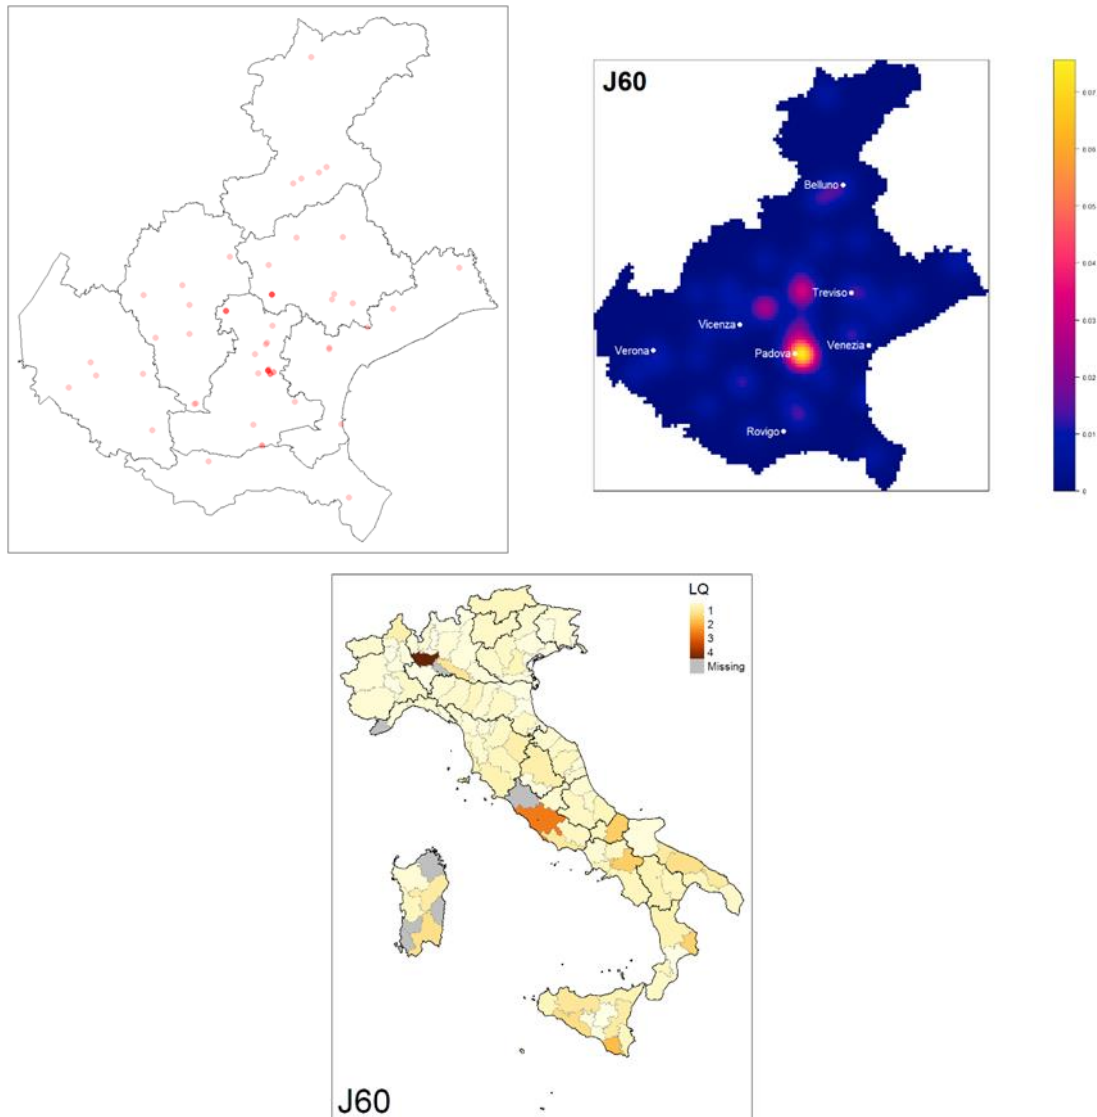 J60
Belluno
Treviso
Vicenza
Verona
Padova
Venezia
Rovigo
0.07
0.06
0.05
0.04
0.03
0.02
0.01
0
LQ
1
2
3
4
Missing
J60